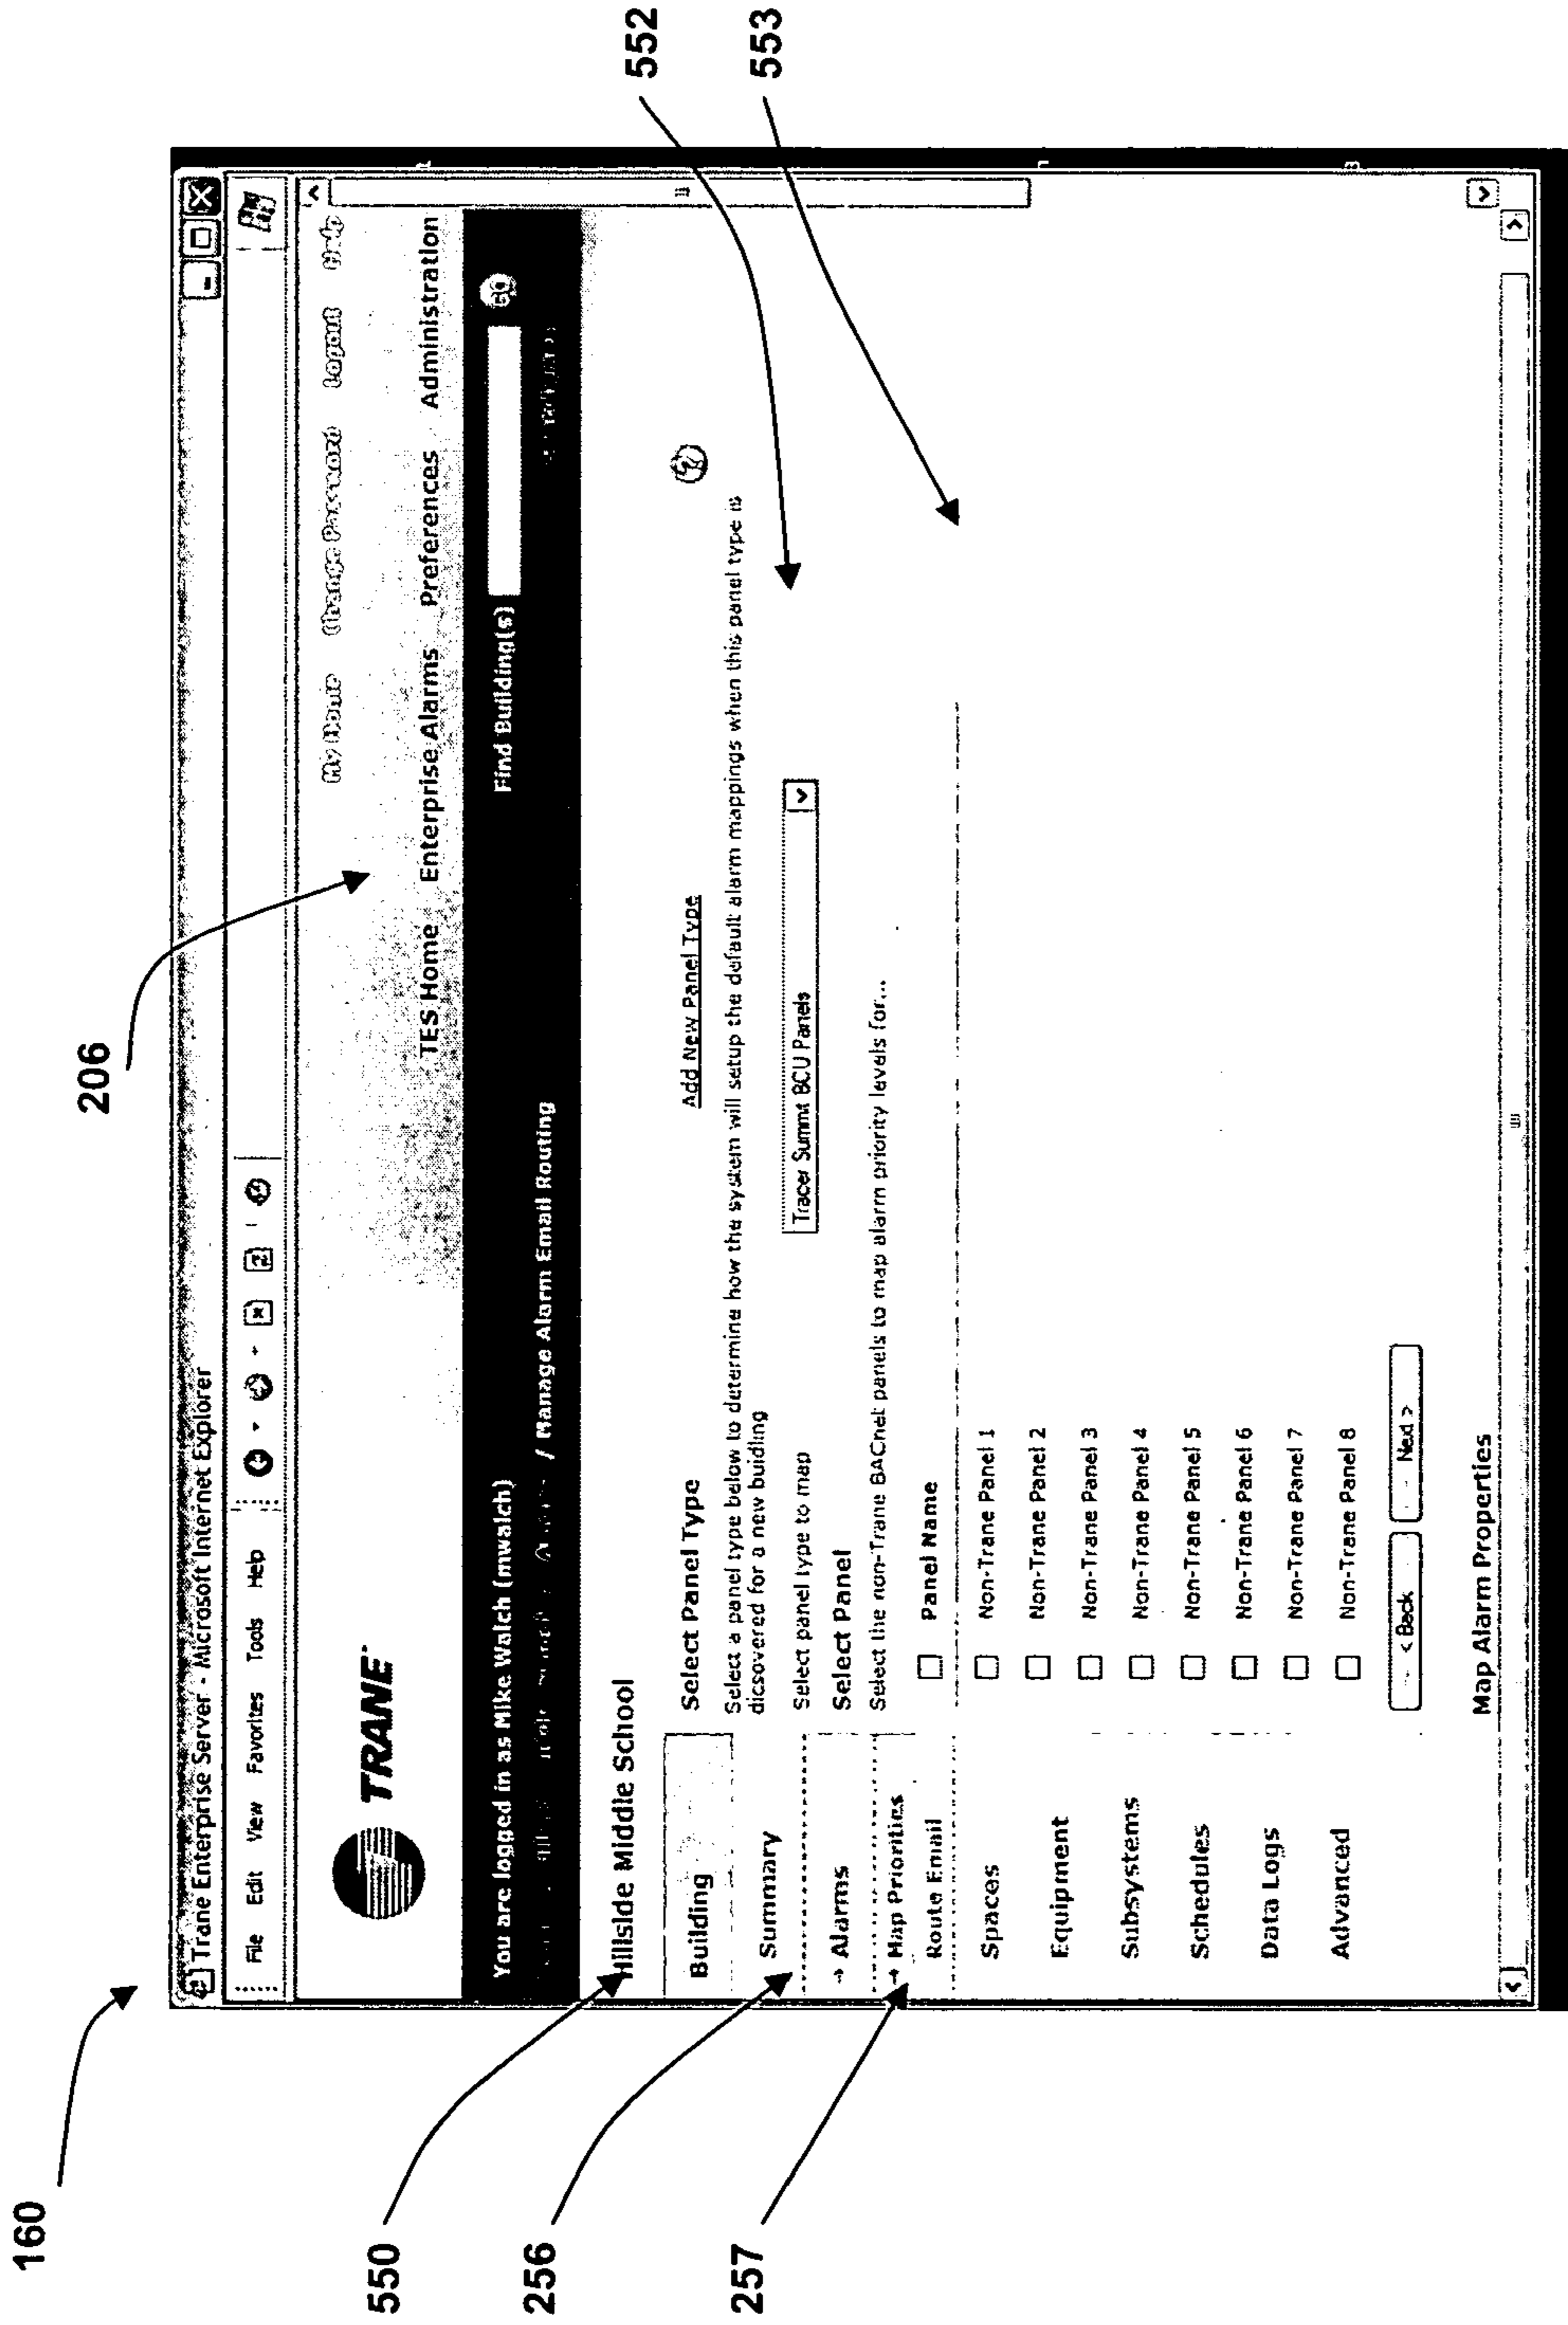 160
206
552
553
550
256
257
Trane Enterprise Server - Microsoft Internet Explorer
File Edit View Favorites Tools Help
TRANE
My Home Change Password Logout Help
TES Home Enterprise Alarms Preferences Administration
You are logged in as Mike Walch (mwalch) Find Building(s) GO
/ Manage Alarm Email Routing
Hillside Middle School
Building
Summary
→ Alarms
→ Map Priorities
Route Email
Spaces
Equipment
Subsystems
Schedules
Data Logs
Advanced
Select Panel Type Add New Panel Type ?
Select a panel type below to determine how the system will setup the default alarm mappings when this panel type is
dicsovered for a new buidling
Select panel type to map Tracer Summit BCU Panels
Select Panel
Select the non-Trane BACnet panels to map alarm priority levels for...
Panel Name
Non-Trane Panel 1
Non-Trane Panel 2
Non-Trane Panel 3
Non-Trane Panel 4
Non-Trane Panel 5
Non-Trane Panel 6
Non-Trane Panel 7
Non-Trane Panel 8
< Back Next >
Map Alarm Properties